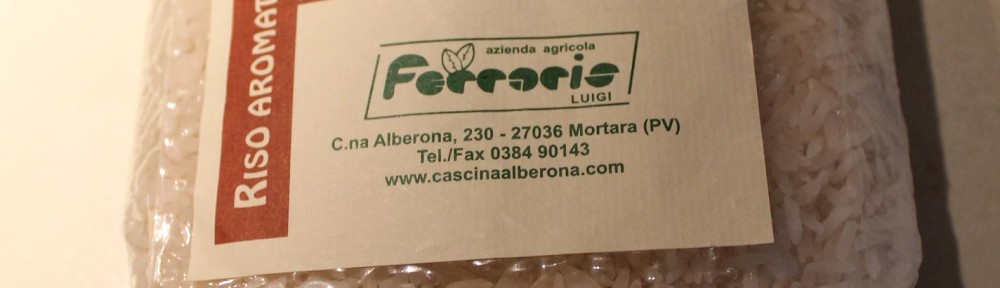 RISO AROMAT
azienda agricola
Ferraris
LUIGI
C.na Alberona, 230 - 27036 Mortara (PV)
Tel./Fax 0384 90143
www.cascinaalberona.com